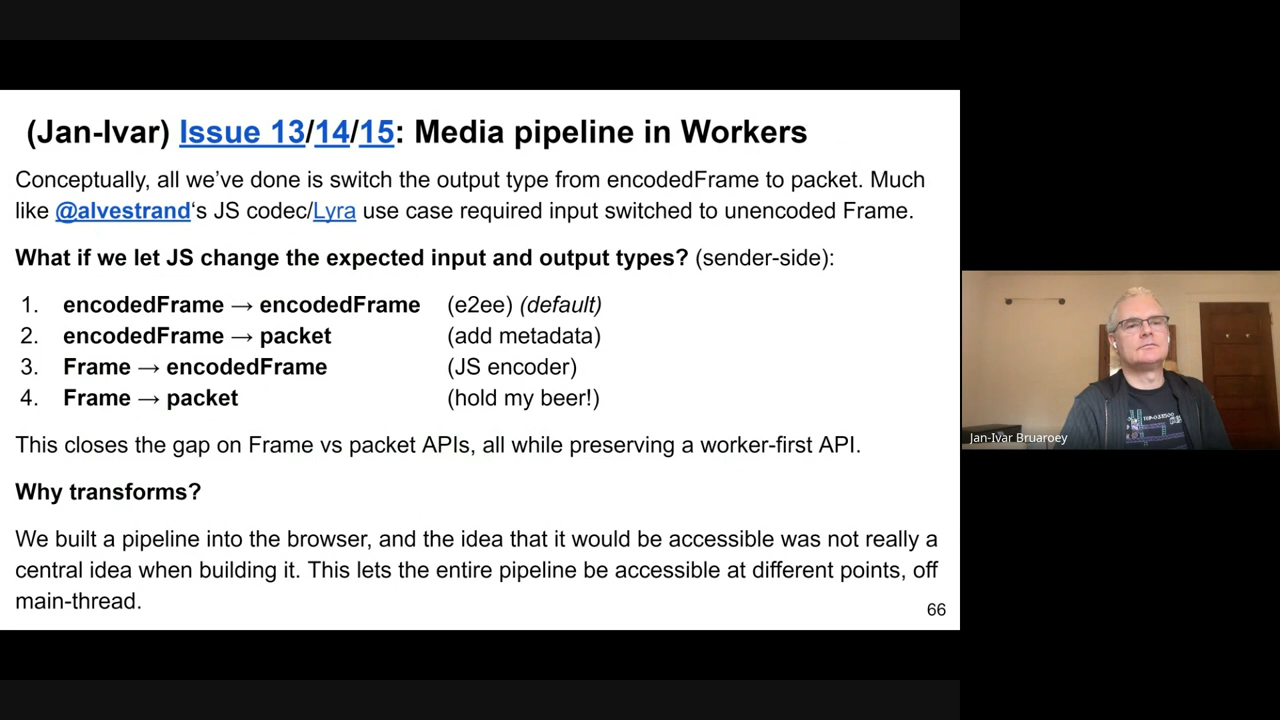 (Jan-Ivar) Issue 13/14/15: Media pipeline in Workers
Conceptually, all we've done is switch the output type from encodedFrame to packet. Much
like @alvestrand‘s JS codec/Lyra use case required input switched to unencoded Frame.
What if we let JS change the expected input and output types? (sender-side):
1. encodedFrame → encodedFrame (e2ee) (default)
2. encodedFrame → packet (add metadata)
3. Frame → encodedFrame (JS encoder)
4. Frame → packet (hold my beer!)
This closes the gap on Frame vs packet APIs, all while preserving a worker-first API.
Why transforms?
We built a pipeline into the browser, and the idea that it would be accessible was not really a
central idea when building it. This lets the entire pipeline be accessible at different points, off
main-thread.
66
Jan-Ivar Bruaroey